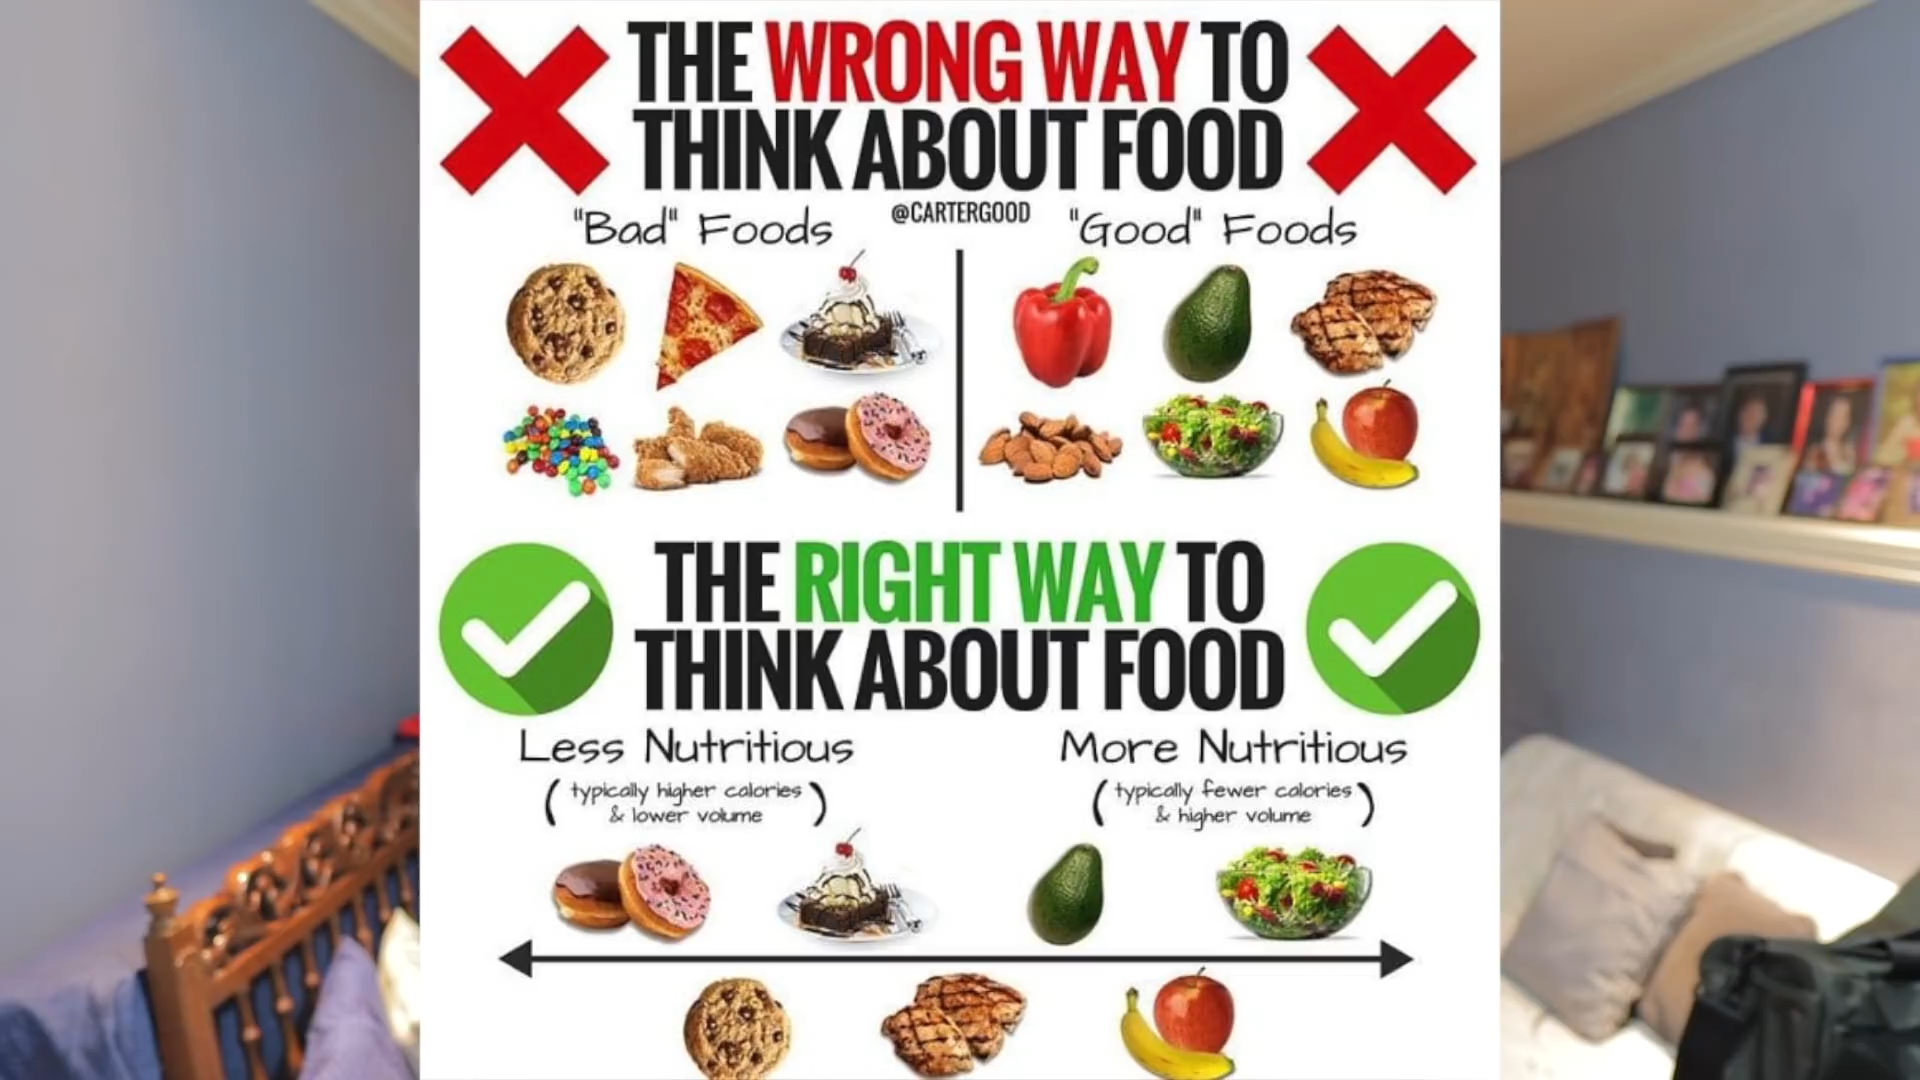 THE WRONG WAY TO
THINK ABOUT FOOD
@CARTERGOOD
"Bad" Foods
"Good" Foods
THE RIGHT WAY TO
THINK ABOUT FOOD
Less Nutritious
(typically higher calories
& lower volume)
More Nutritious
(typically fewer calories
& higher volume)